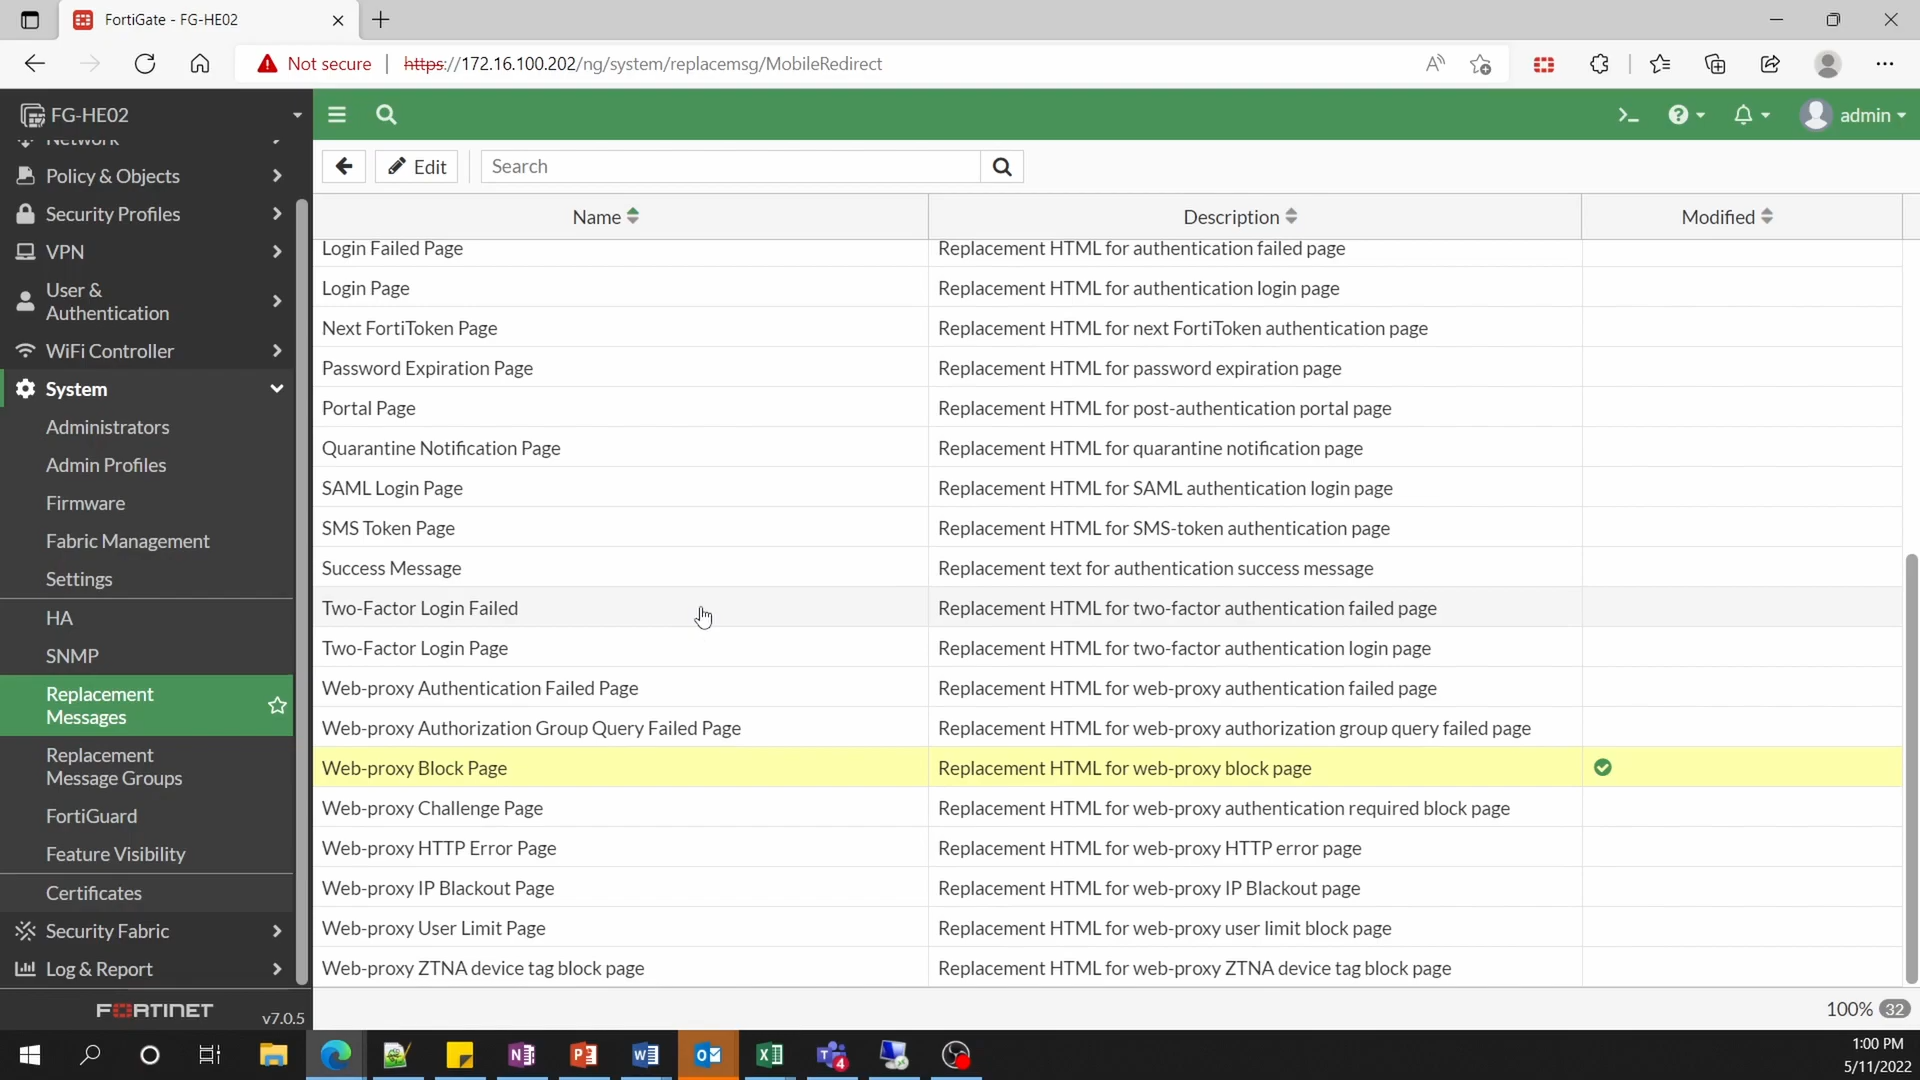 FortiGate - FG-HE02
Not secure
https://172.16.100.202/ng/system/replacemsg/MobileRedirect
FG-HE02
admin
Network
Policy & Objects
Security Profiles
VPN
User &
Authentication
WiFi Controller
System
Administrators
Admin Profiles
Firmware
Fabric Management
Settings
HA
SNMP
Replacement
Messages
Replacement
Message Groups
FortiGuard
Feature Visibility
Certificates
Security Fabric
Log & Report
FORTINET
v7.0.5
Edit
Search
Name Description Modified
Login Failed Page Replacement HTML for authentication failed page
Login Page Replacement HTML for authentication login page
Next FortiToken Page Replacement HTML for next FortiToken authentication page
Password Expiration Page Replacement HTML for password expiration page
Portal Page Replacement HTML for post-authentication portal page
Quarantine Notification Page Replacement HTML for quarantine notification page
SAML Login Page Replacement HTML for SAML authentication login page
SMS Token Page Replacement HTML for SMS-token authentication page
Success Message Replacement text for authentication success message
Two-Factor Login Failed Replacement HTML for two-factor authentication failed page
Two-Factor Login Page Replacement HTML for two-factor authentication login page
Web-proxy Authentication Failed Page Replacement HTML for web-proxy authentication failed page
Web-proxy Authorization Group Query Failed Page Replacement HTML for web-proxy authorization group query failed page
Web-proxy Block Page Replacement HTML for web-proxy block page
Web-proxy Challenge Page Replacement HTML for web-proxy authentication required block page
Web-proxy HTTP Error Page Replacement HTML for web-proxy HTTP error page
Web-proxy IP Blackout Page Replacement HTML for web-proxy IP Blackout page
Web-proxy User Limit Page Replacement HTML for web-proxy user limit block page
Web-proxy ZTNA device tag block page Replacement HTML for web-proxy ZTNA device tag block page
100% 32
4
1:00 PM
5/11/2022